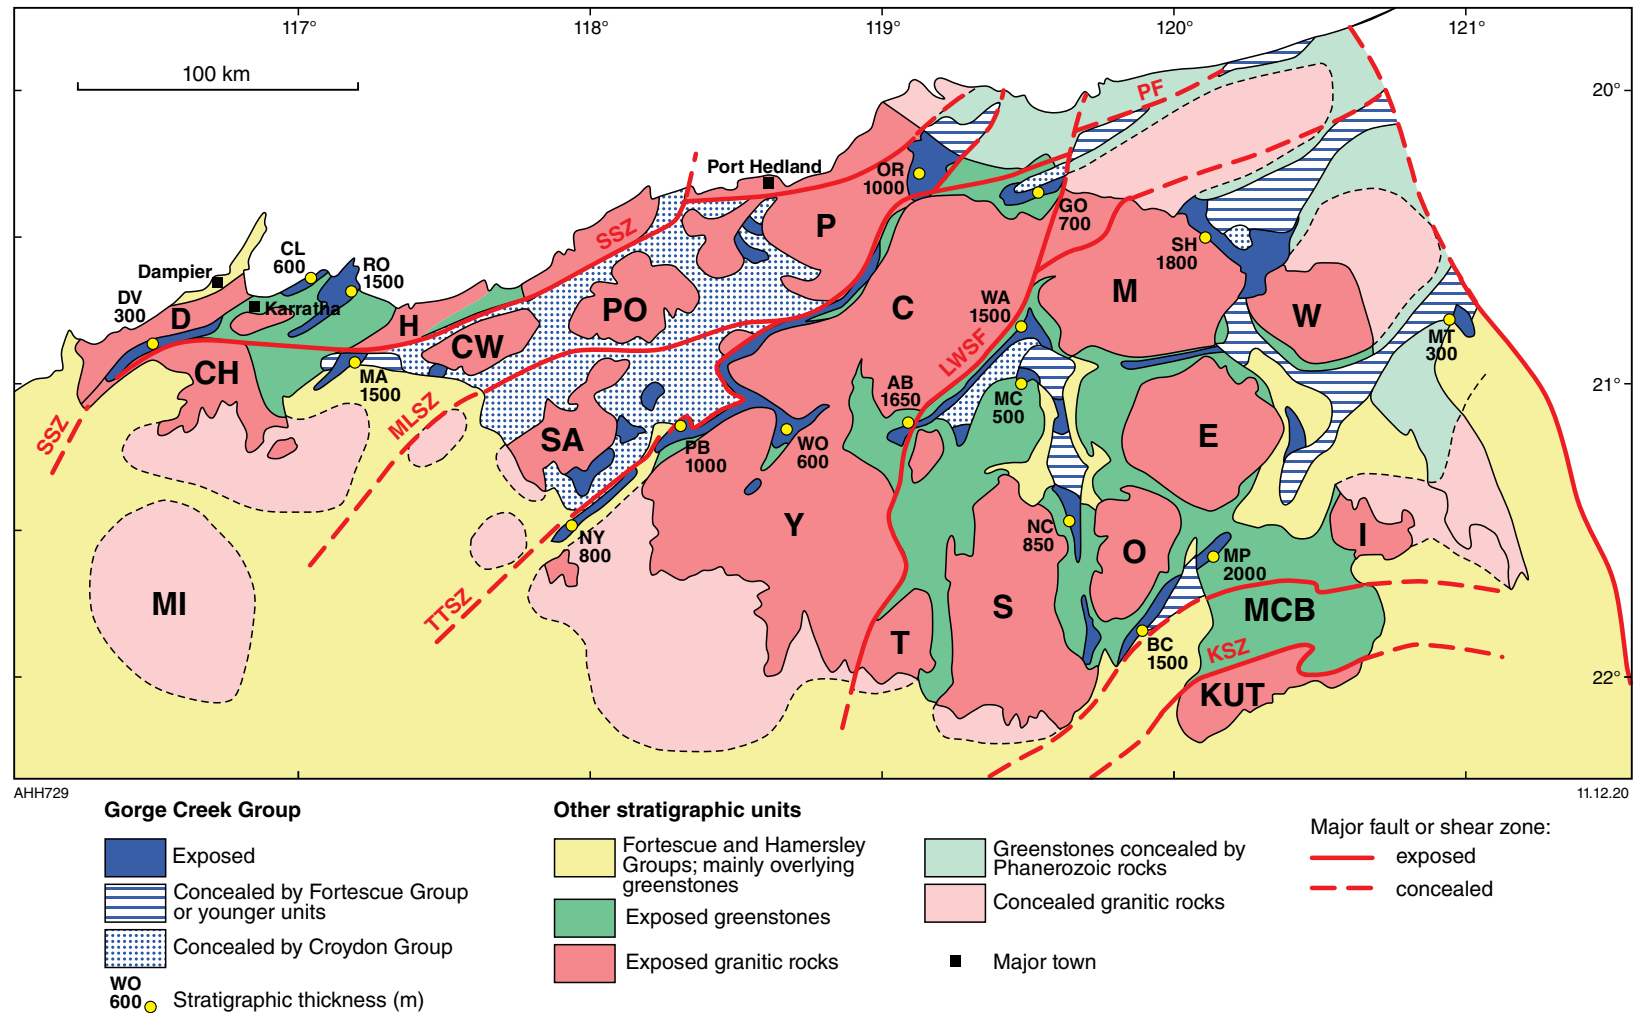 117°
118°
119°
120°
121°
100 km
20°
21°
22°
PF
Port Hedland
OR
1000
GO
700
SSZ
P
SH
1800
CL
600
RO
1500
Dampier
DV
300
Karratha
D
H
PO
C
WA
1500
M
W
MT
300
CW
CH
MA
1500
LWSF
AB
1650
MC
500
SSZ
MLSZ
SA
PB
1000
WO
600
E
NY
800
Y
NC
850
O
I
MP
2000
MI
TTSZ
S
MCB
T
BC
1500
KSZ
KUT
AHH729
11.12.20
Gorge Creek Group
Exposed
Concealed by Fortescue Group
or younger units
Concealed by Croydon Group
WO
600
Stratigraphic thickness (m)
Other stratigraphic units
Fortescue and Hamersley
Groups; mainly overlying
greenstones
Exposed greenstones
Exposed granitic rocks
Greenstones concealed by
Phanerozoic rocks
Concealed granitic rocks
Major town
Major fault or shear zone:
exposed
concealed